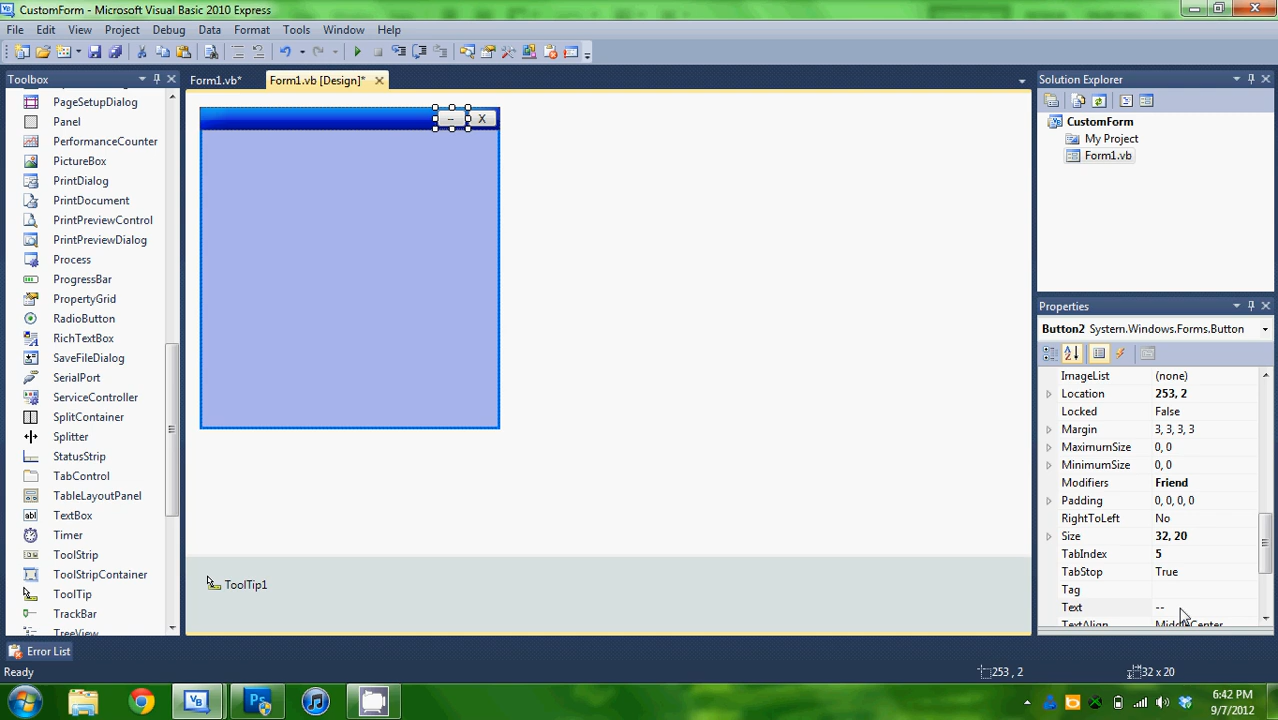 CustomForm - Microsoft Visual Basic 2010 Express
File Edit View Project Debug Data Format Tools Window Help
Toolbox
PageSetupDialog
Panel
PerformanceCounter
PictureBox
PrintDialog
PrintDocument
PrintPreviewControl
PrintPreviewDialog
Process
ProgressBar
PropertyGrid
RadioButton
RichTextBox
SaveFileDialog
SerialPort
ServiceController
SplitContainer
Splitter
StatusStrip
TabControl
TableLayoutPanel
TextBox
Timer
ToolStrip
ToolStripContainer
ToolTip
TrackBar
TreeView
Form1.vb* Form1.vb [Design]*
-- X
ToolTip1
Solution Explorer
CustomForm
My Project
Form1.vb
Properties
Button2 System.Windows.Forms.Button
ImageList (none)
Location 253, 2
Locked False
Margin 3, 3, 3, 3
MaximumSize 0, 0
MinimumSize 0, 0
Modifiers Friend
Padding 0, 0, 0, 0
RightToLeft No
Size 32, 20
TabIndex 5
TabStop True
Tag
Text --
TextAlign MiddleCenter
Error List
Ready 253 , 2 32 x 20
6:42 PM
9/7/2012